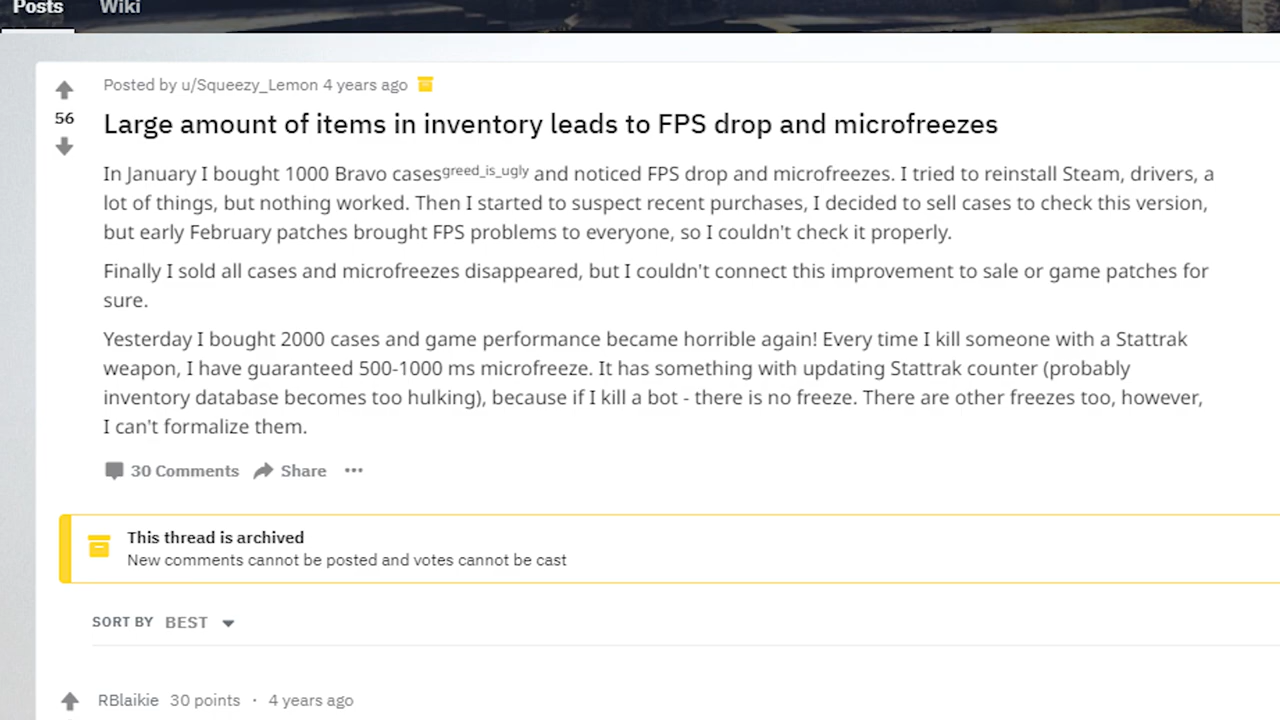 Posts Wiki
Posted by u/Squeezy_Lemon 4 years ago
56
Large amount of items in inventory leads to FPS drop and microfreezes
In January I bought 1000 Bravo casesgreed_is_ugly and noticed FPS drop and microfreezes. I tried to reinstall Steam, drivers, a
lot of things, but nothing worked. Then I started to suspect recent purchases, I decided to sell cases to check this version,
but early February patches brought FPS problems to everyone, so I couldn't check it properly.
Finally I sold all cases and microfreezes disappeared, but I couldn't connect this improvement to sale or game patches for
sure.
Yesterday I bought 2000 cases and game performance became horrible again! Every time I kill someone with a Stattrak
weapon, I have guaranteed 500-1000 ms microfreeze. It has something with updating Stattrak counter (probably
inventory database becomes too hulking), because if I kill a bot - there is no freeze. There are other freezes too, however,
I can't formalize them.
30 Comments Share ···
This thread is archived
New comments cannot be posted and votes cannot be cast
SORT BY BEST
RBlaikie 30 points · 4 years ago